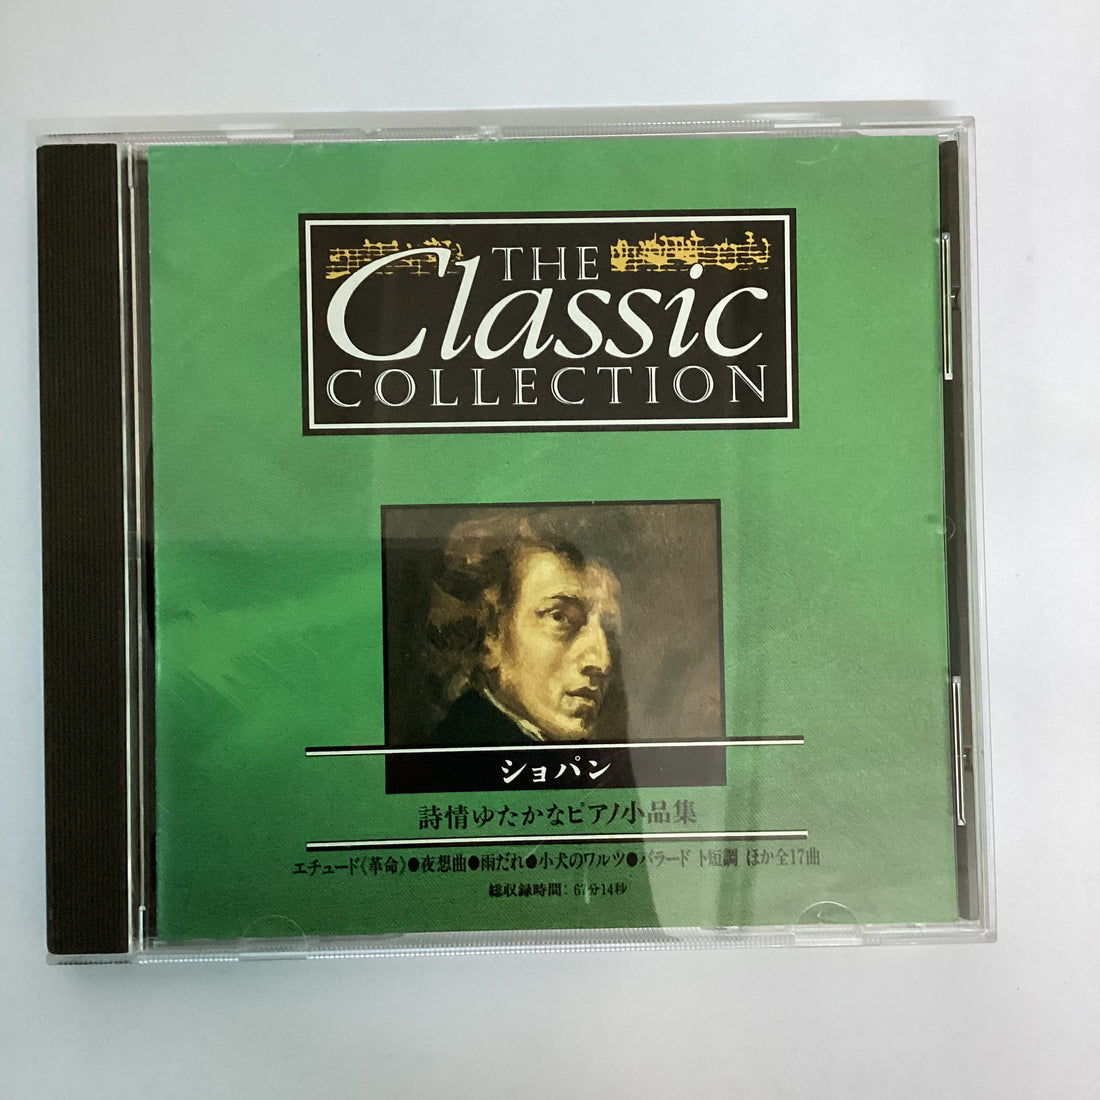 THE
Classic
COLLECTION
ショパン
詩情ゆたかなピアノ小品集
エチュード《革命》●夜想曲●雨だれ●小犬のワルツ●バラード ト短調 ほか全17曲
総収録時間：67分14秒